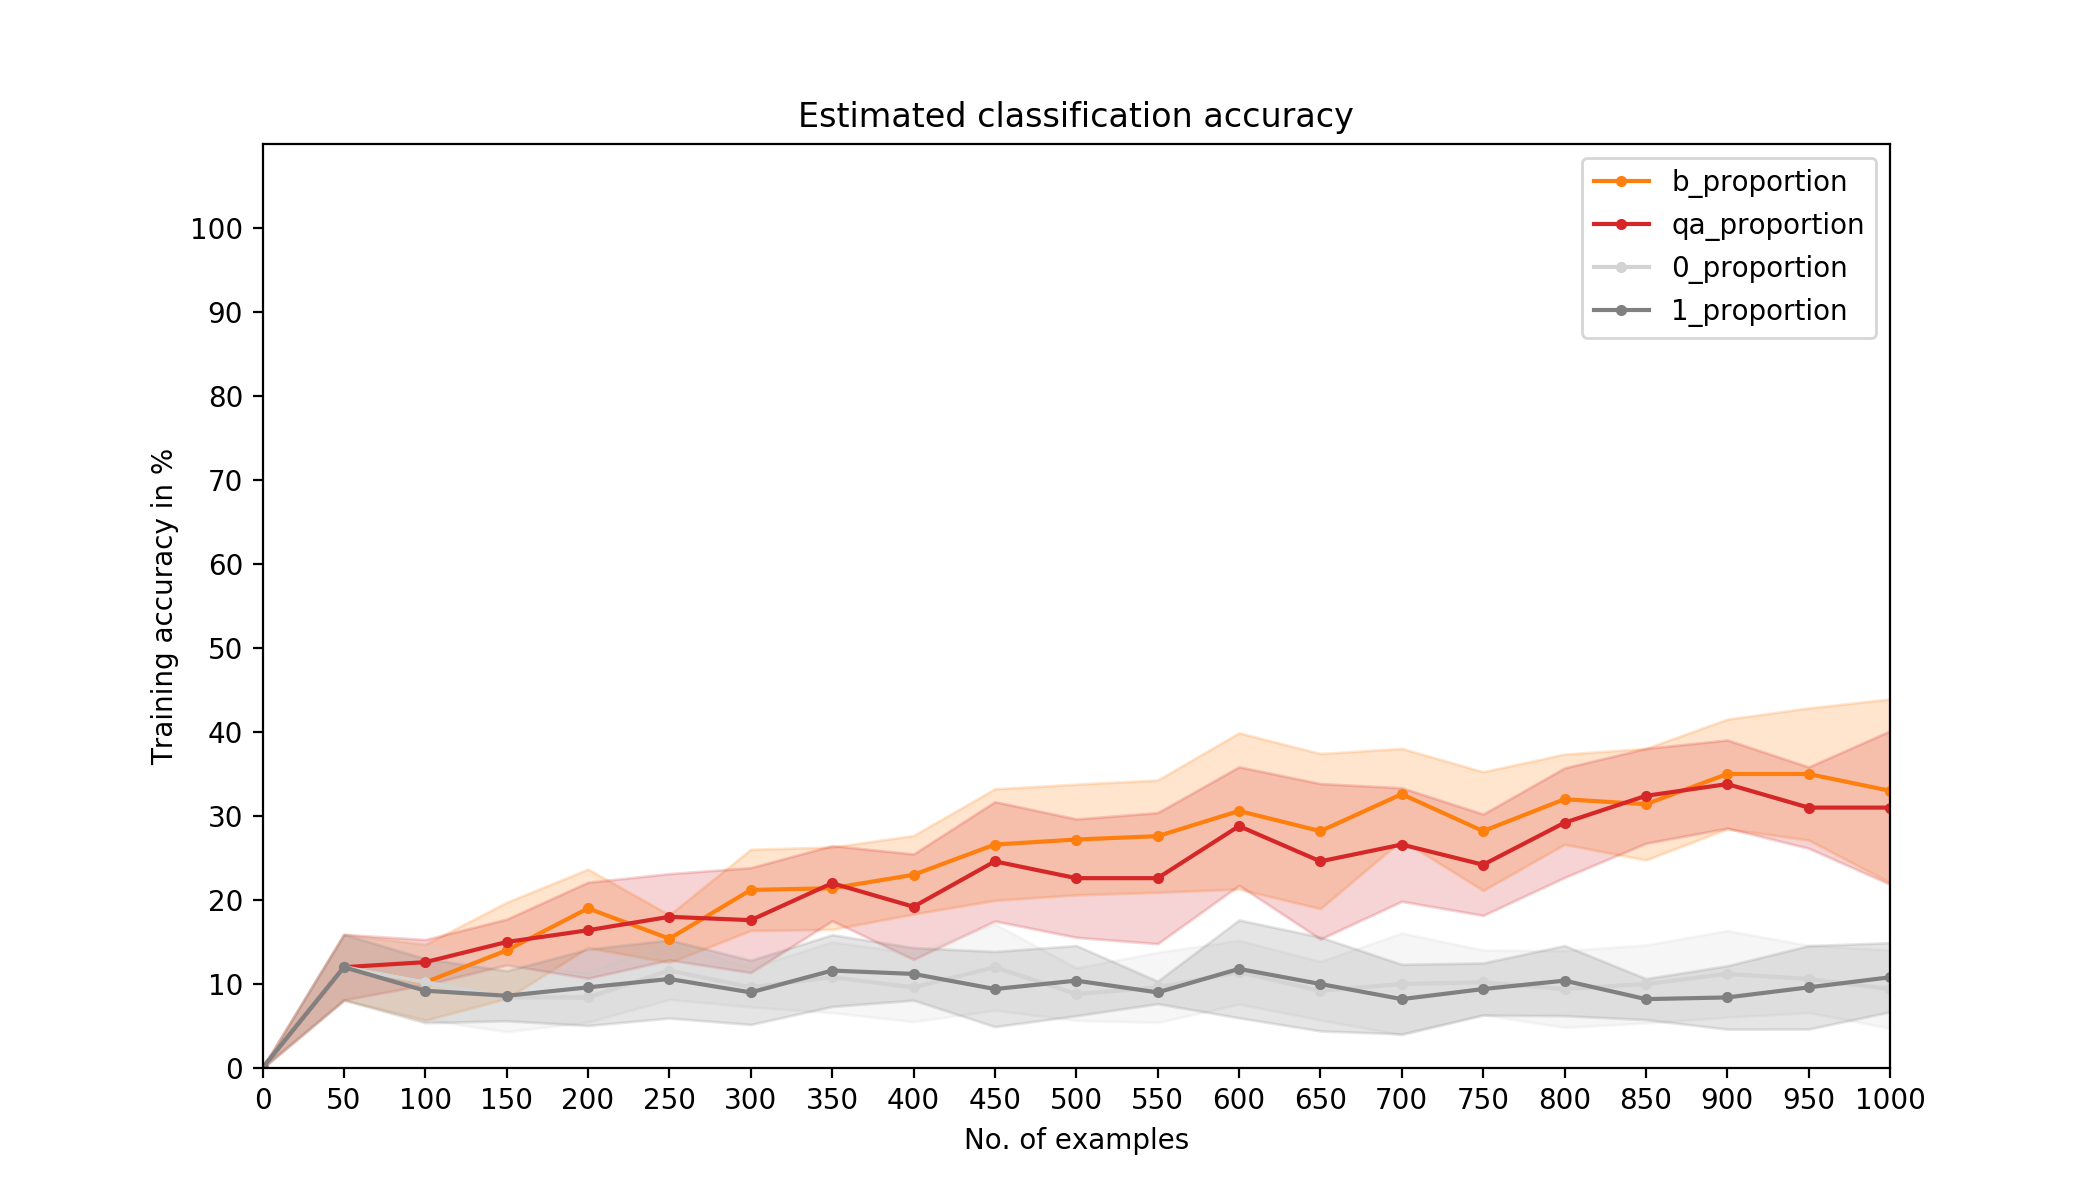 Estimated classification accuracy
b_proportion
qa_proportion
0_proportion
1_proportion
Training accuracy in %
100
90
80
70
60
50
40
30
20
10
0
0 50 100 150 200 250 300 350 400 450 500 550 600 650 700 750 800 850 900 950 1000
No. of examples